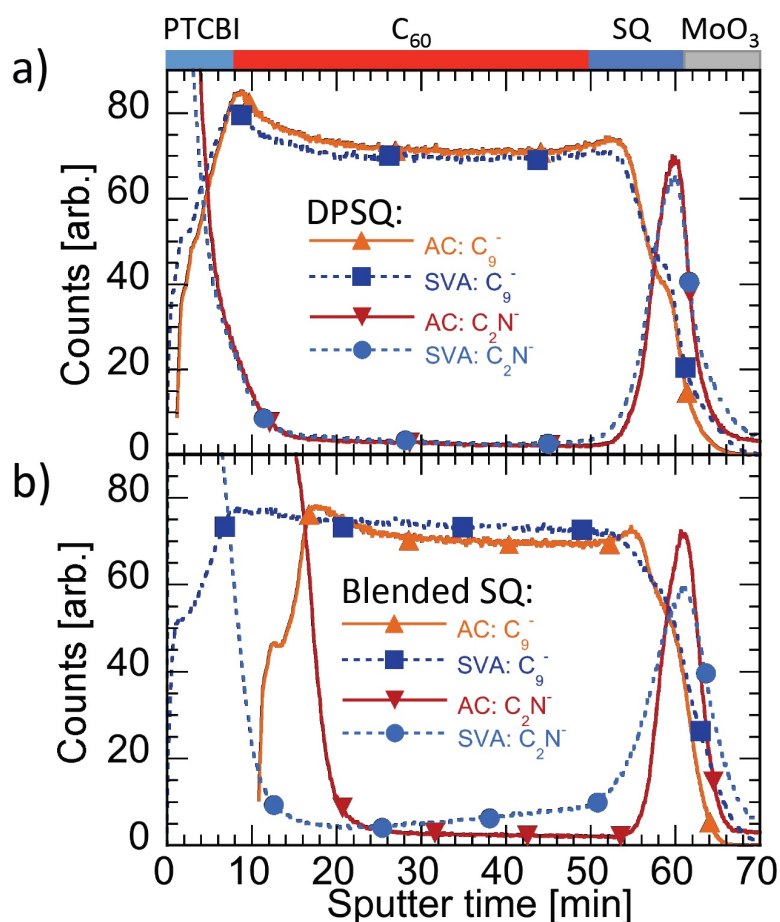 PTCBI C₆₀ SQ MoO₃
a)
80
60
40
20
0
Counts [arb.]
DPSQ:
AC: C₉⁻
SVA: C₉⁻
AC: C₂N⁻
SVA: C₂N⁻
b)
80
60
40
20
0
Counts [arb.]
Blended SQ:
AC: C₉⁻
SVA: C₉⁻
AC: C₂N⁻
SVA: C₂N⁻
0 10 20 30 40 50 60 70
Sputter time [min]